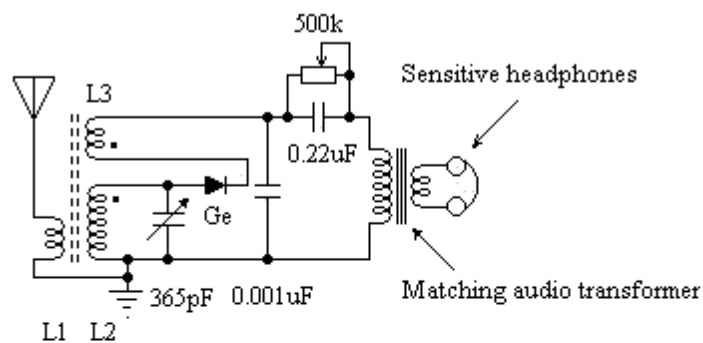 500k
Sensitive headphones
L3
0.22uF
Ge
365pF
0.001uF
Matching audio transformer
L1
L2